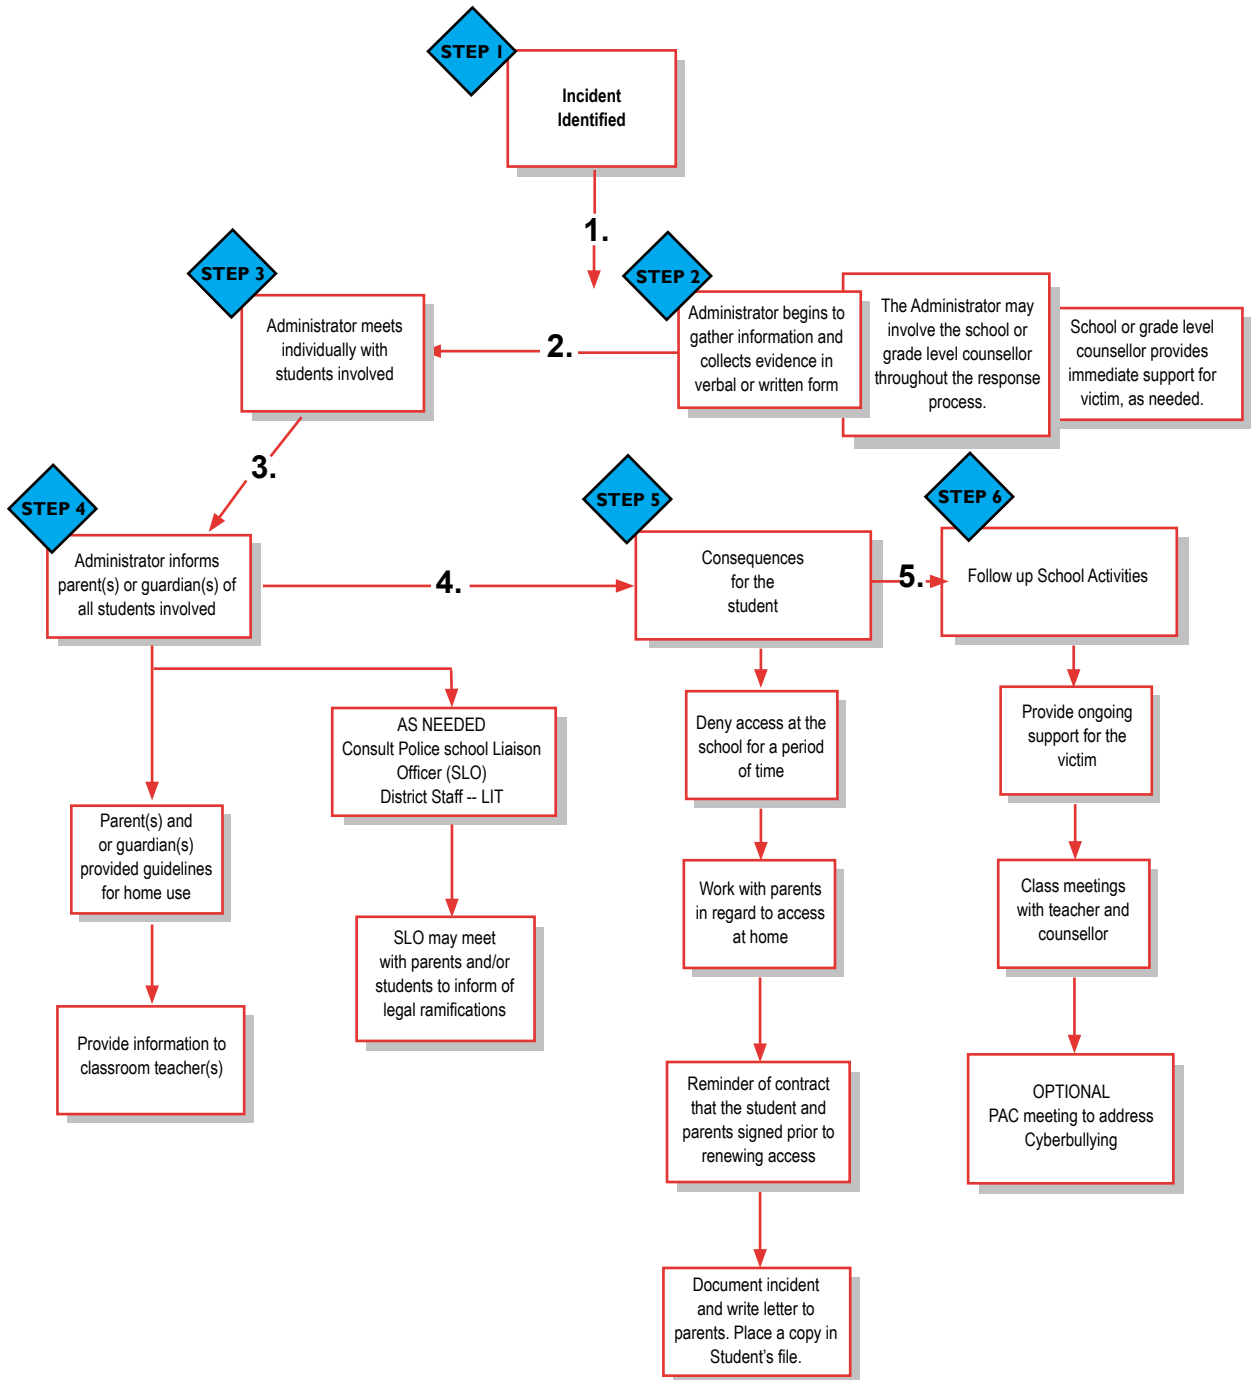 STEP 1
Incident
Identified
1.
STEP 2
Administrator begins to
gather information and
collects evidence in
verbal or written form
The Administrator may
involve the school or
grade level counsellor
throughout the response
process.
School or grade level
counsellor provides
immediate support for
victim, as needed.
2.
STEP 3
Administrator meets
individually with
students involved
3.
STEP 4
Administrator informs
parent(s) or guardian(s) of
all students involved
Parent(s) and
or guardian(s)
provided guidelines
for home use
Provide information to
classroom teacher(s)
AS NEEDED
Consult Police school Liaison
Officer (SLO)
District Staff -- LIT
SLO may meet
with parents and/or
students to inform of
legal ramifications
4.
STEP 5
Consequences
for the
student
Deny access at the
school for a period
of time
Work with parents
in regard to access
at home
Reminder of contract
that the student and
parents signed prior to
renewing access
Document incident
and write letter to
parents. Place a copy in
Student’s file.
5.
STEP 6
Follow up School Activities
Provide ongoing
support for the
victim
Class meetings
with teacher and
counsellor
OPTIONAL
PAC meeting to address
Cyberbullying